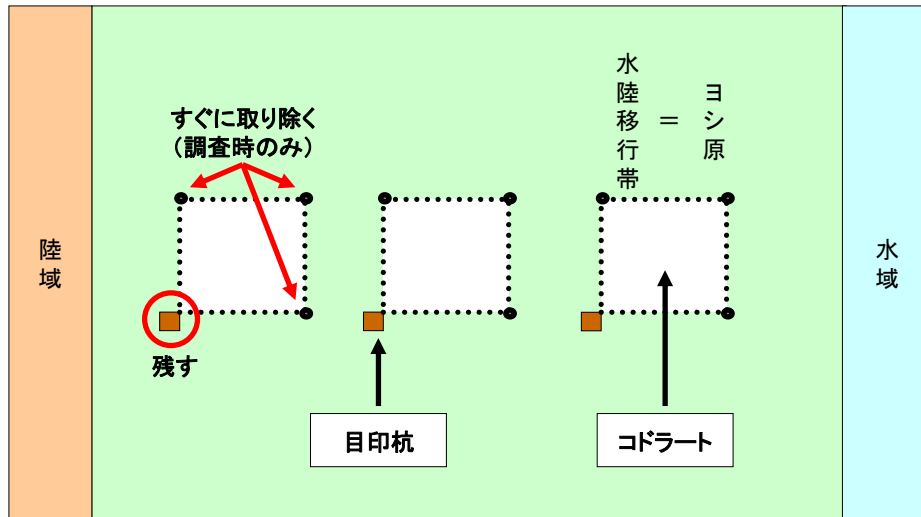 陸域
すぐに取り除く
（調査時のみ）
残す
目印杭
コドラート
ヨシ原
＝
水陸移行帯
水域